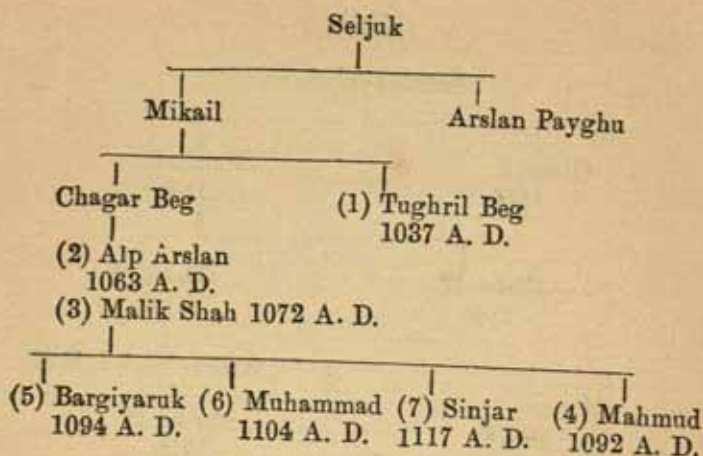 Seljuk
Mikail
Arslan Payghu
Chagar Beg
(1) Tughril Beg
1037 A. D.
(2) Alp Arslan
1063 A. D.
(3) Malik Shah 1072 A. D.
(5) Bargiyaruk (6) Muhammad (7) Sinjar (4) Mahmud
1094 A. D. 1104 A. D. 1117 A. D. 1092 A. D.